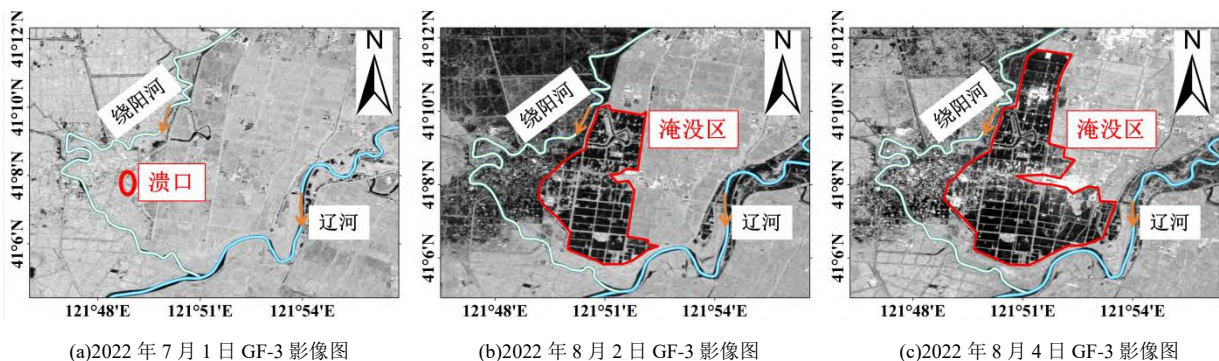 41°12'N
41°10'N
41°8'N
41°6'N
121°48'E
121°51'E
121°54'E
N
绕阳河
溃口
辽河
(a)2022 年 7 月 1 日 GF-3 影像图
41°12'N
41°10'N
41°8'N
41°6'N
121°48'E
121°51'E
121°54'E
N
绕阳河
淹没区
辽河
(b)2022 年 8 月 2 日 GF-3 影像图
41°12'N
41°10'N
41°8'N
41°6'N
121°48'E
121°51'E
121°54'E
N
绕阳河
淹没区
辽河
(c)2022 年 8 月 4 日 GF-3 影像图